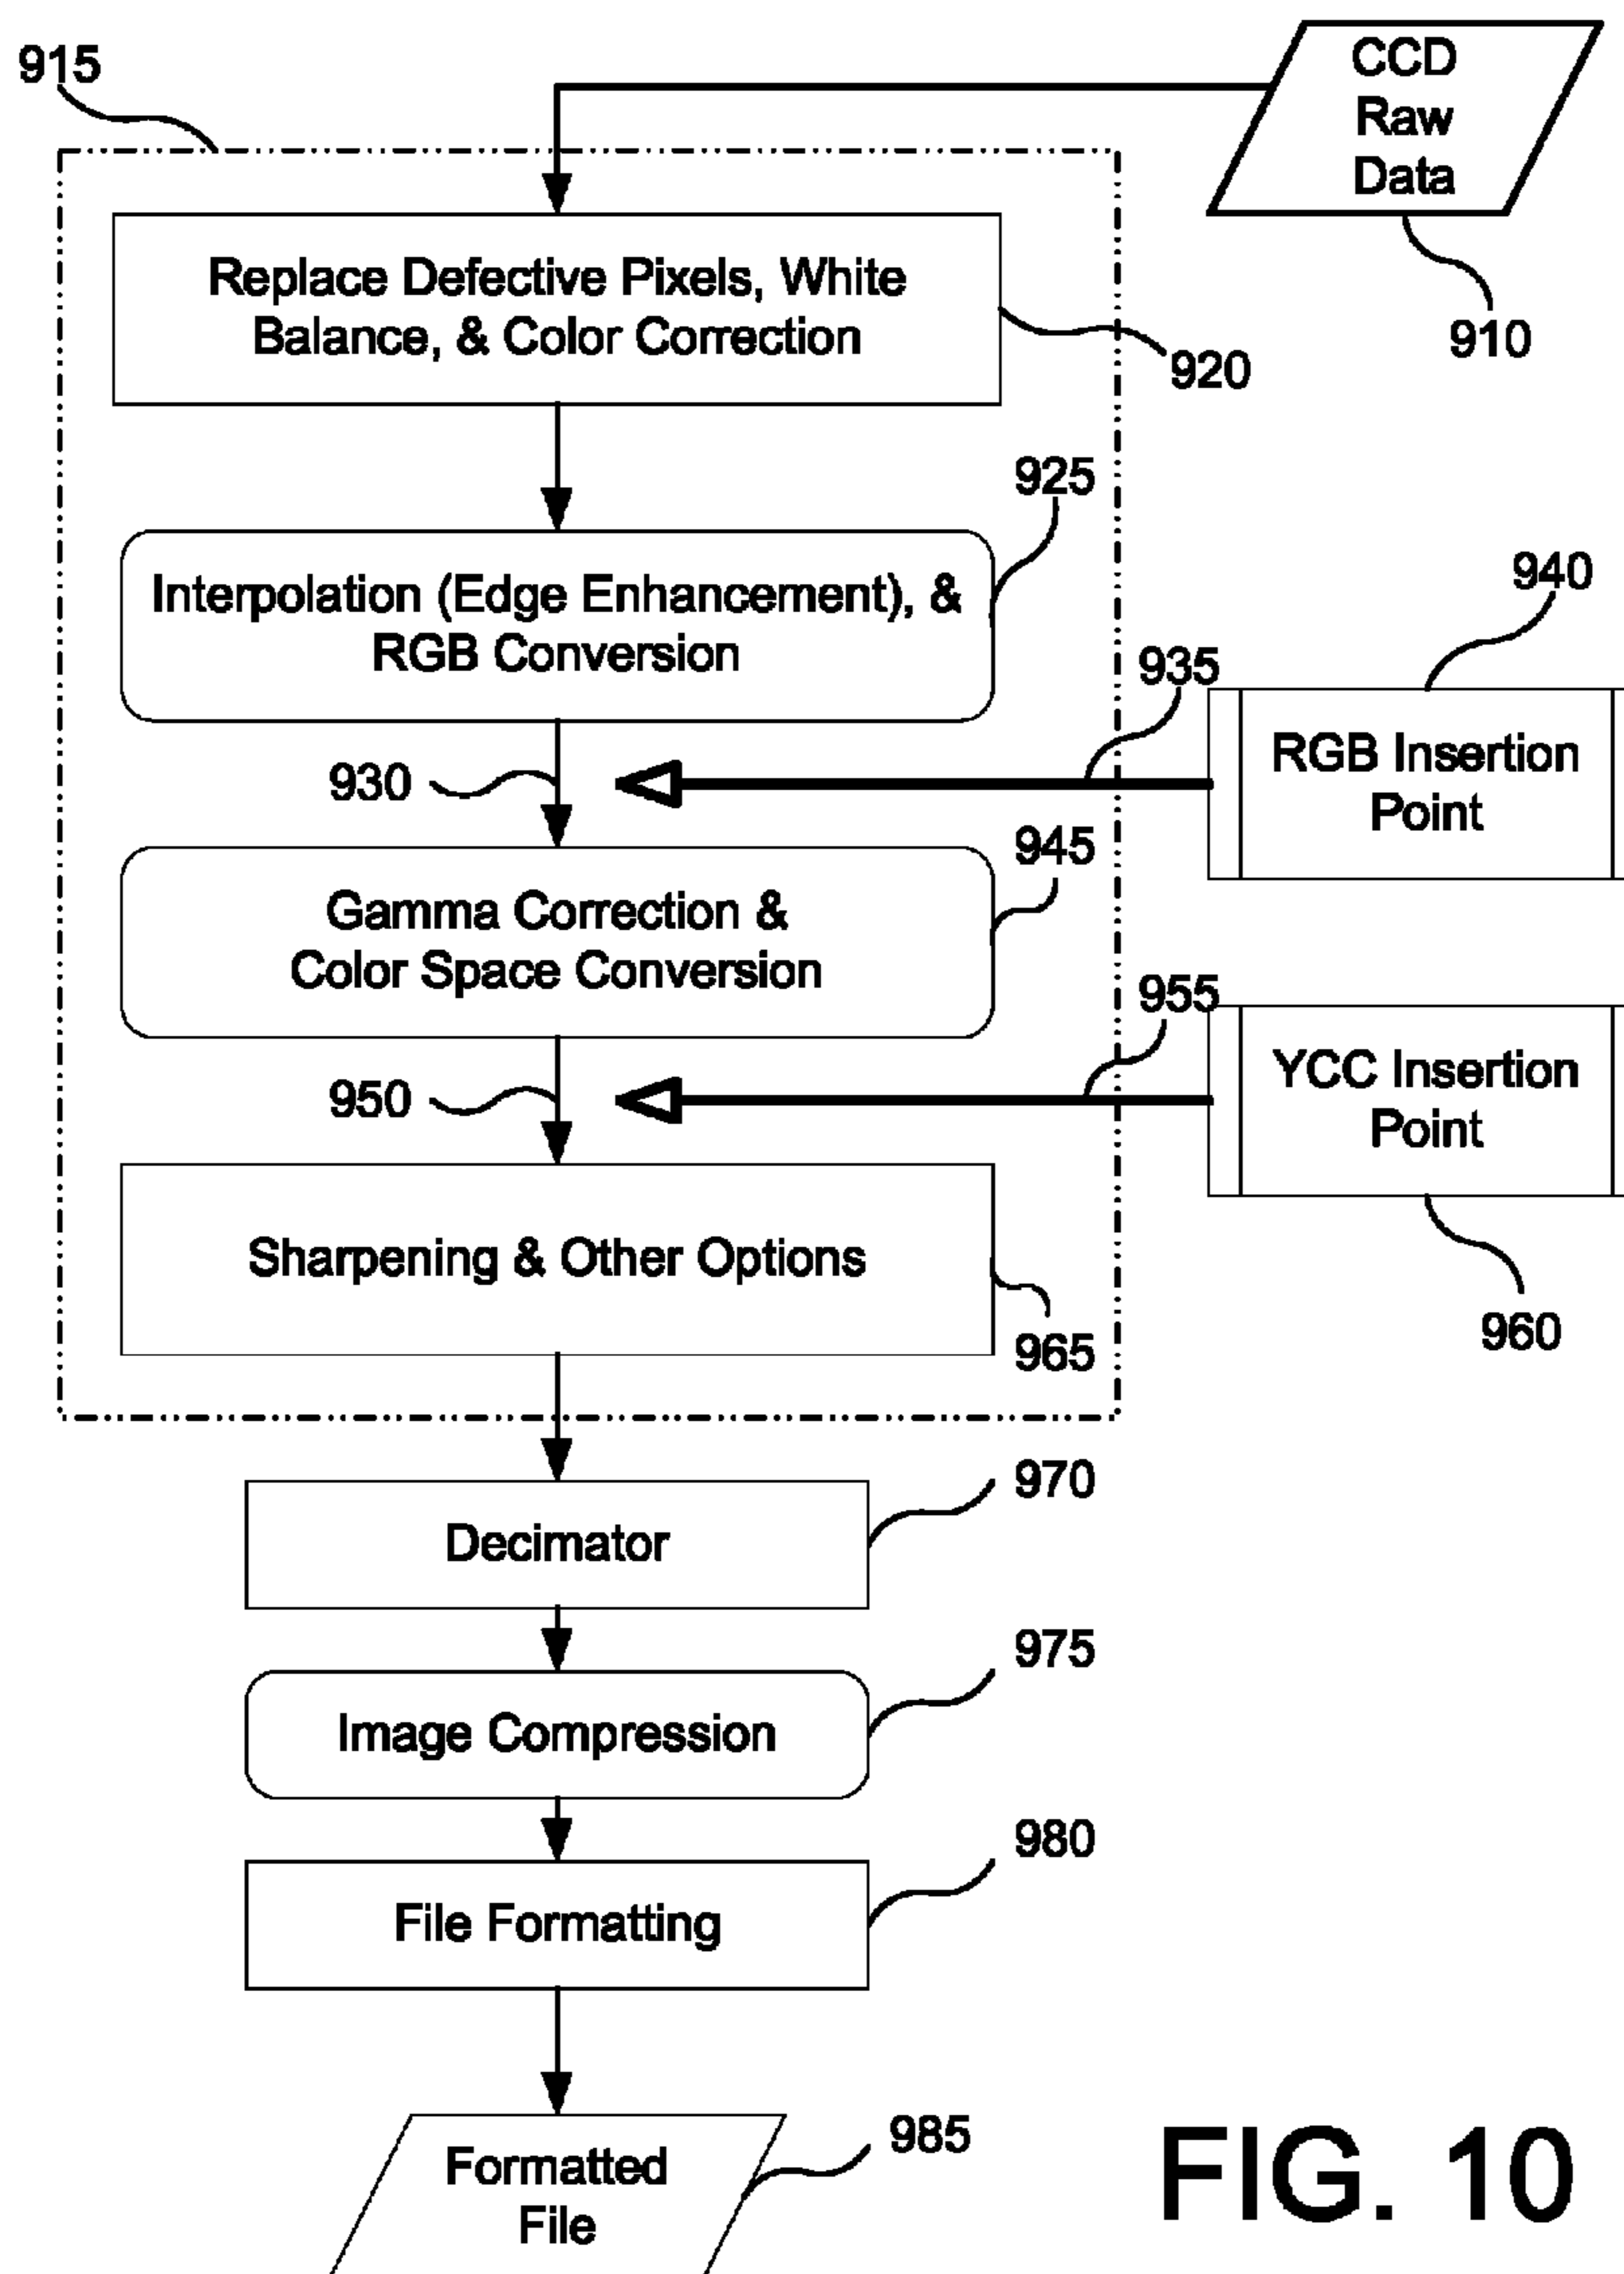 915
CCD
Raw
Data
910
Replace Defective Pixels, White
Balance, & Color Correction
920
925
Interpolation (Edge Enhancement), &
RGB Conversion
935
940
RGB Insertion
Point
930
945
Gamma Correction &
Color Space Conversion
955
YCC Insertion
Point
950
960
Sharpening & Other Options
965
970
Decimator
975
Image Compression
980
File Formatting
985
Formatted
File
FIG. 10